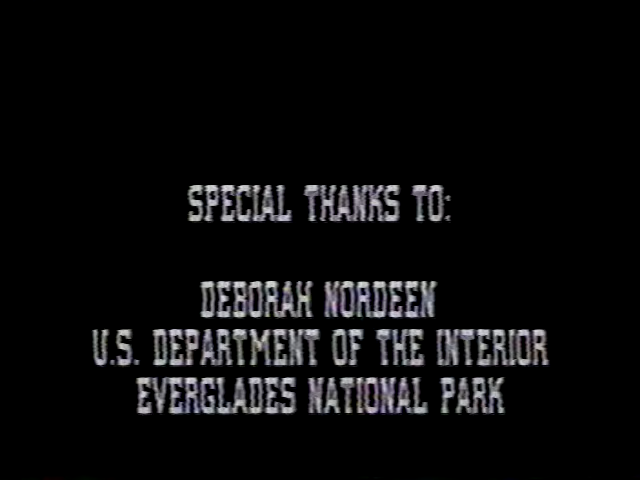 SPECIAL THANKS TO:
DEBORAH NORDEEN
U.S. DEPARTMENT OF THE INTERIOR
EVERGLADES NATIONAL PARK